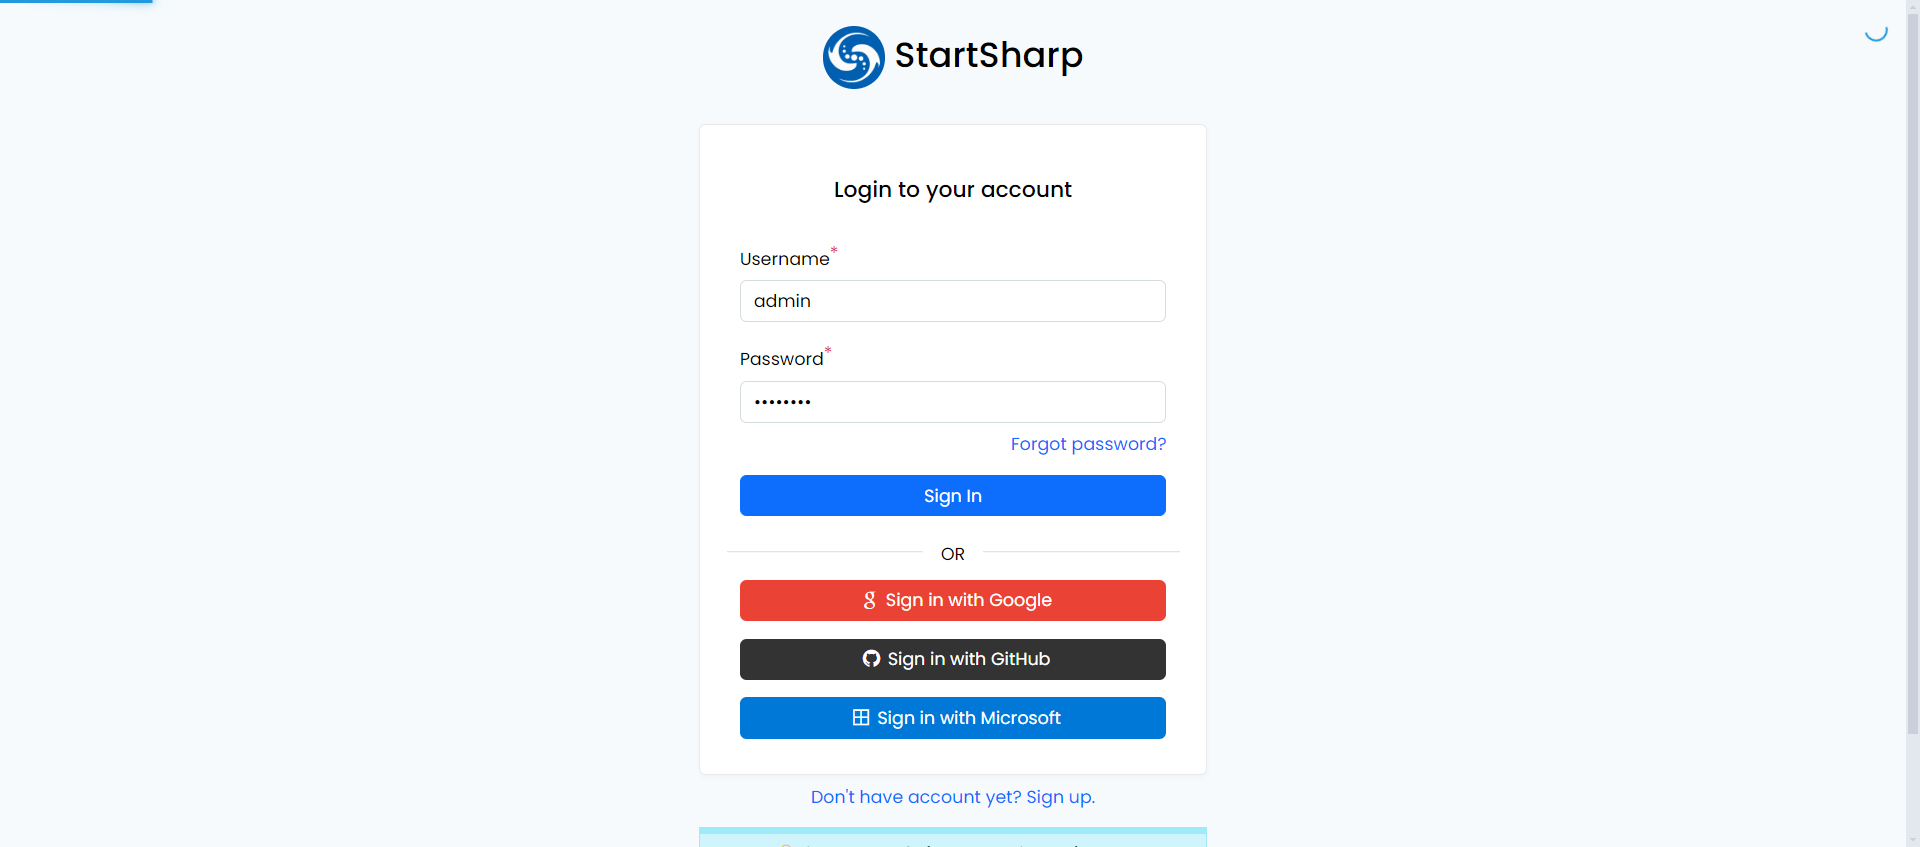 StartSharp
Login to your account
Username*
admin
Password*
••••••••
Forgot password?
Sign In
OR
Sign in with Google
Sign in with GitHub
Sign in with Microsoft
Don't have account yet? Sign up.